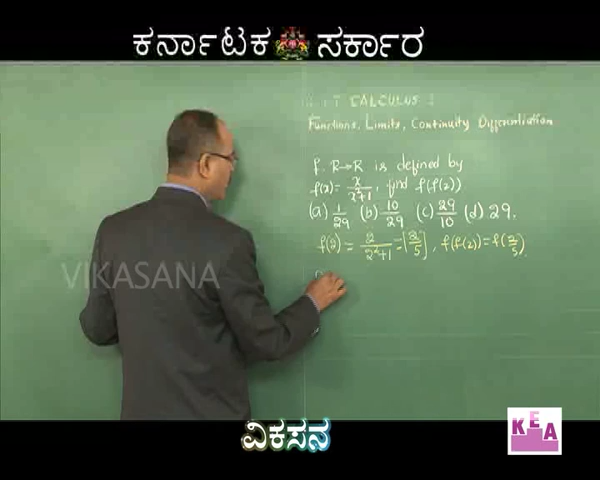 ಕರ್ನಾಟಕ ಸರ್ಕಾರ
CALCULUS
Functions, Limits, Continuity Differentiation
f. R→R is defined by
f(x) = x/(x²+1), find f(f(2))
(a) 1/29 (b) 10/29 (c) 29/10 (d) 29.
f(2) = 2/(2²+1) = [2/5], f(f(2)) = f(2/5)
VIKASANA
ವಿಕಸನ
KEA